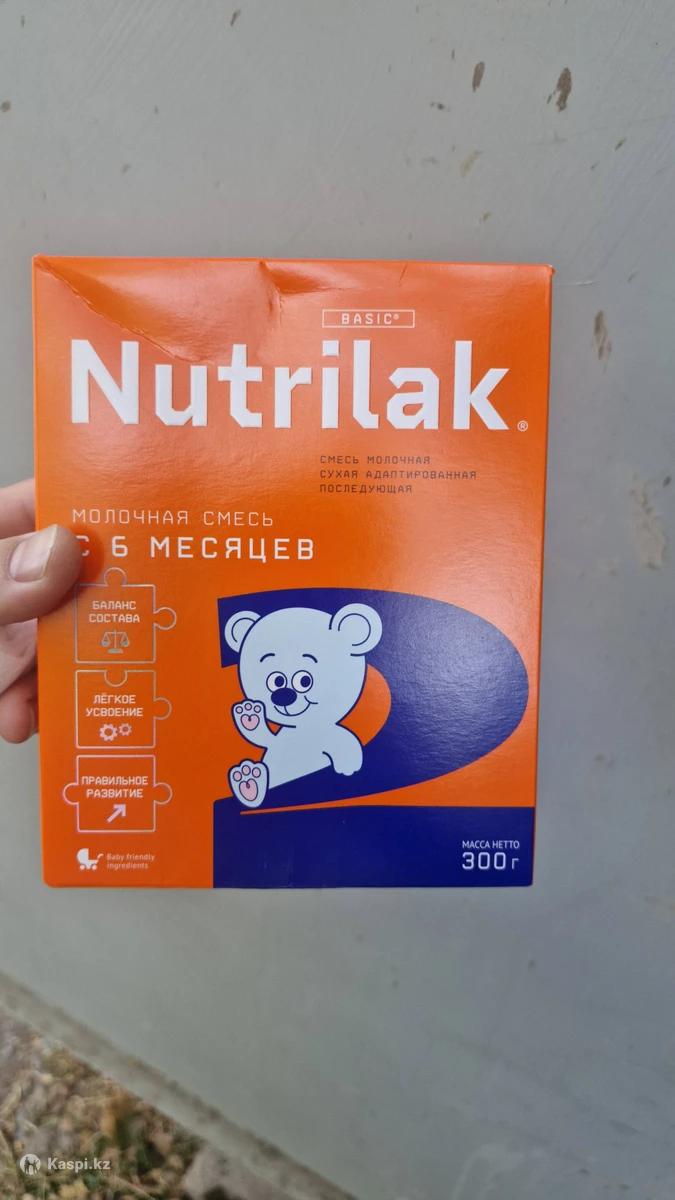 BASIC®
Nutrilak®
СМЕСЬ МОЛОЧНАЯ
СУХАЯ АДАПТИРОВАННАЯ
ПОСЛЕДУЮЩАЯ
МОЛОЧНАЯ СМЕСЬ
С 6 МЕСЯЦЕВ
БАЛАНС
СОСТАВА
ЛЁГКОЕ
УСВОЕНИЕ
ПРАВИЛЬНОЕ
РАЗВИТИЕ
Baby friendly
ingredients
2
МАССА НЕТТО
300 г
Kaspi.kz